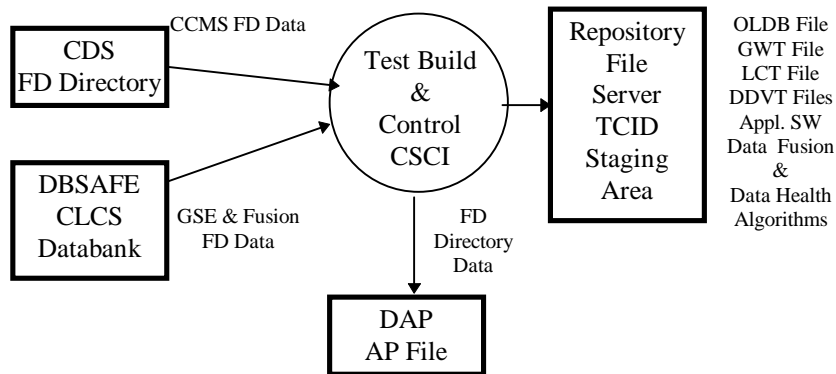 CCMS FD Data
CDS
FD Directory
DBSAFE
CLCS
Databank
GSE & Fusion
FD Data
Test Build
&
Control
CSCI
FD
Directory
Data
DAP
AP File
Repository
File
Server
TCID
Staging
Area
OLDB File
GWT File
LCT File
DDVT Files
Appl. SW
Data Fusion
&
Data Health
Algorithms